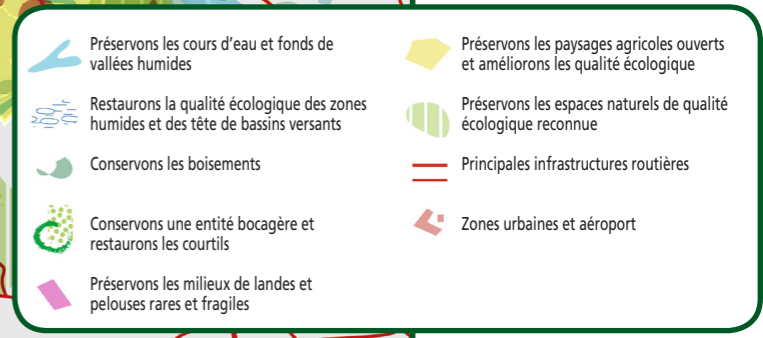 Préservons les cours d'eau et fonds de
vallées humides
Restaurons la qualité écologique des zones
humides et des tête de bassins versants
Conservons les boisements
Conservons une entité bocagère et
restaurons les courtils
Préservons les milieux de landes et
pelouses rares et fragiles
Préservons les paysages agricoles ouverts
et améliorons les qualité écologique
Préservons les espaces naturels de qualité
écologique reconnue
Principales infrastructures routières
Zones urbaines et aéroport